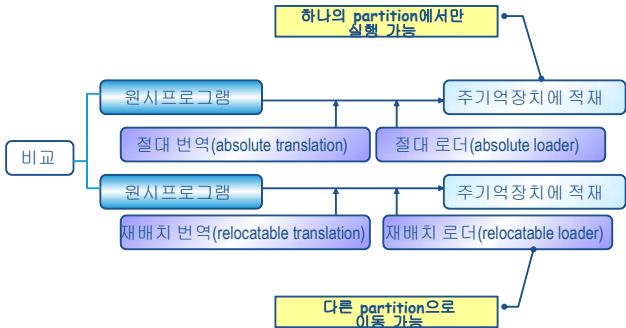 하나의 partition에서만
실행 가능
원시프로그램
주기억장치에 적재
절대 번역(absolute translation)
절대 로더(absolute loader)
비교
원시프로그램
주기억장치에 적재
재배치 번역(relocatable translation)
재배치 로더(relocatable loader)
다른 partition으로
이동 가능